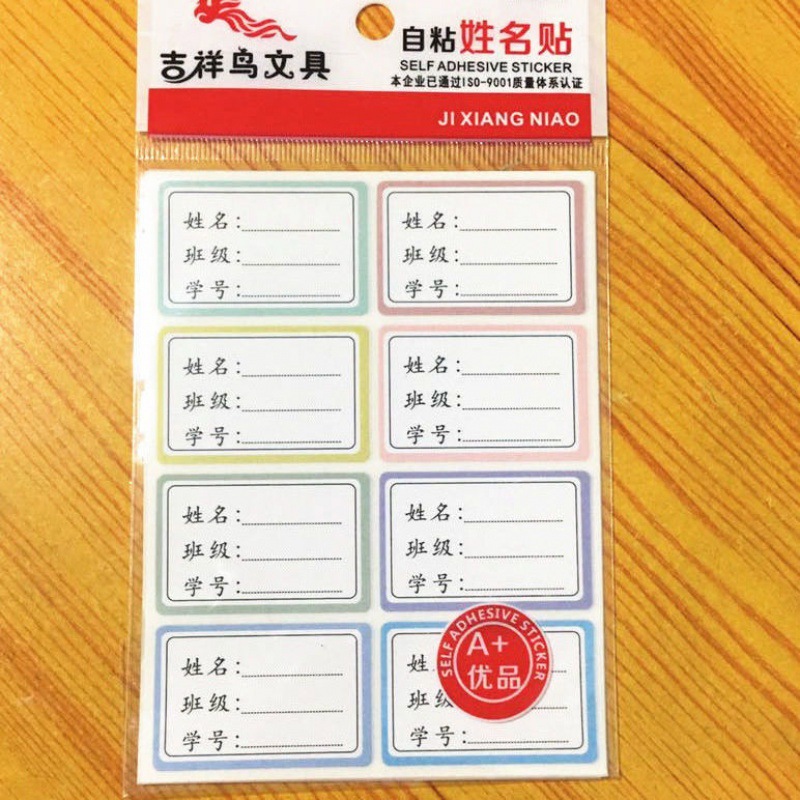 吉祥鸟文具
自粘姓名贴
SELF ADHESIVE STICKER
本企业已通过ISO-9001质量体系认证
JI XIANG NIAO
姓名:
班级:
学号:
姓名:
班级:
学号:
姓名:
班级:
学号:
姓名:
班级:
学号:
姓名:
班级:
学号:
姓名:
班级:
学号:
姓名:
班级:
学号:
姓
班级
学号:
SELF ADHESIVE STICKER
A+
优品